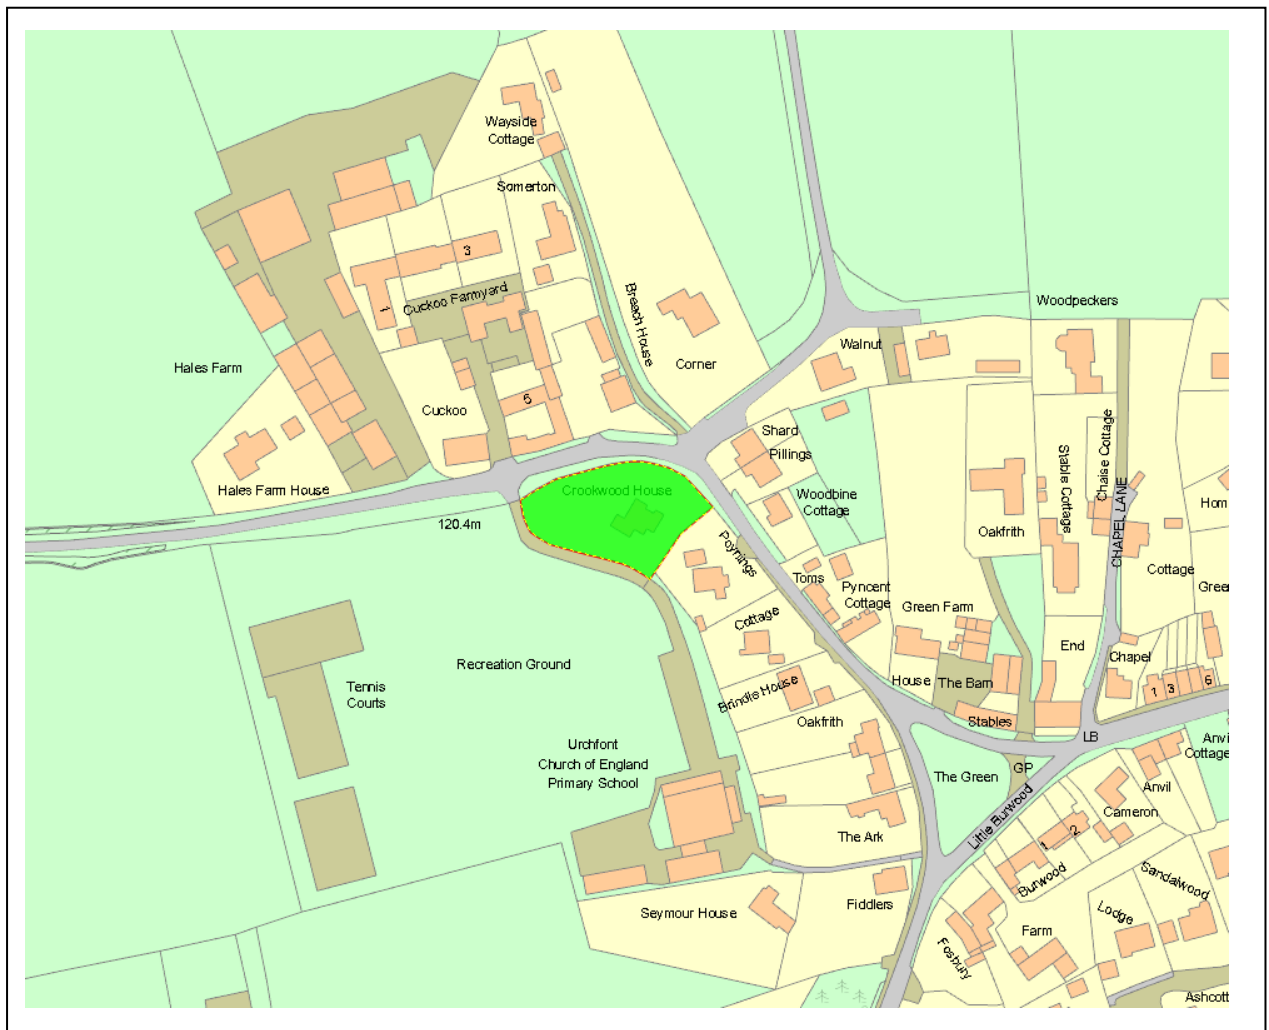 Wayside
Cottage
Somerton
3
1
Cuckoo Farmyard
Breach House
Corner
Woodpeckers
Walnut
Hales Farm
Cuckoo
5
Shard
Pillings
Hales Farm House
Crookwood House
120.4m
Woodbine
Cottage
Oakfrith
Stable Cottage
Chaise Cottage
CHAPEL LANE
Hom
Cottage
Gree
Poynings
Toms
Pyncent
Cottage
Green Farm
Cottage
End
Chapel
Recreation Ground
Tennis
Courts
Brindle House
House
The Barn
1
3
6
Oakfrith
Stables
LB
Anvi
Cottage
Urchfont
Church of England
Primary School
The Green
GP
Little Burwood
Anvil
Cameron
1
2
The Ark
Burwood
Sandalwood
Seymour House
Fiddlers
Lodge
Farm
Fosbury
Ashcott